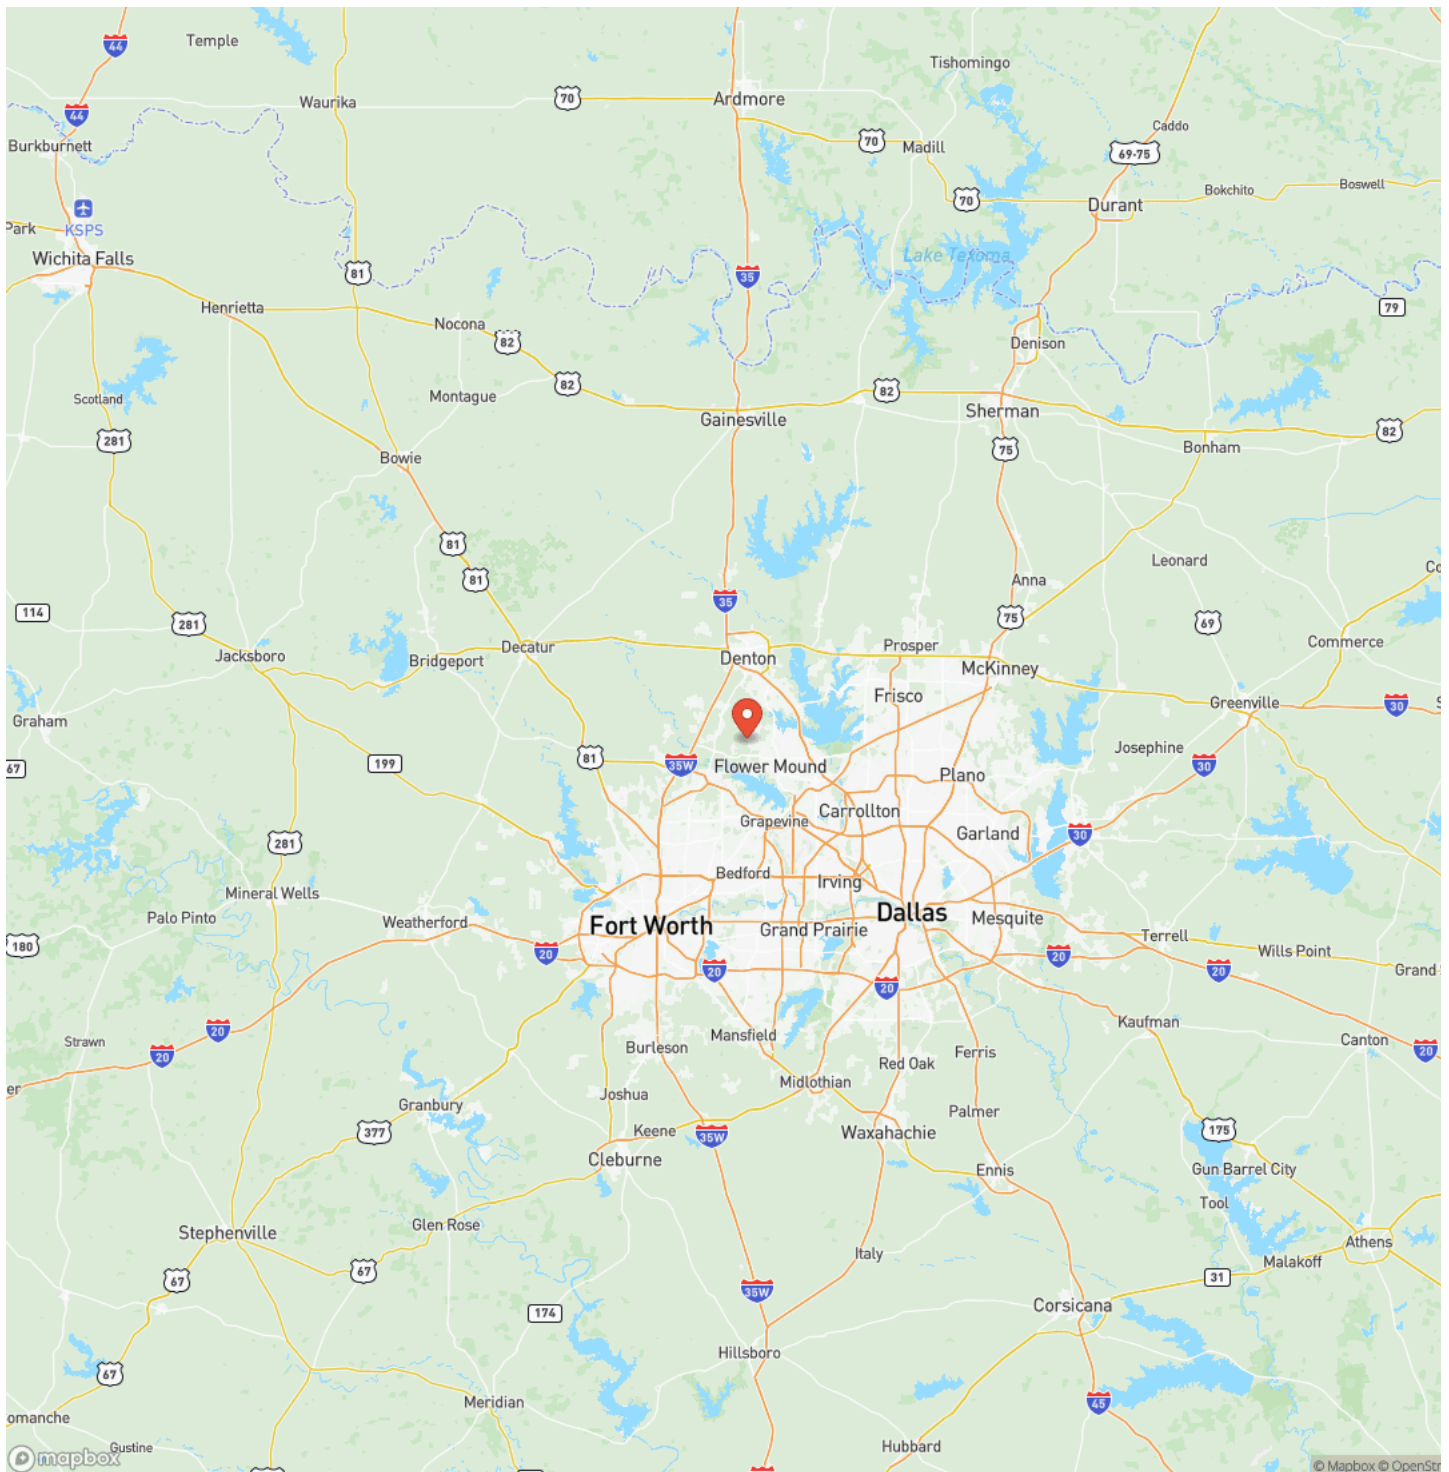 44
Temple
Tishomingo
Waurika
70
Ardmore
44
Caddo
Burkburnett
70
Madill
69-75
Bokchito
Boswell
70
Durant
KSPS
Park
Wichita Falls
Lake Texoma
81
35
Henrietta
79
Nocona
82
Denison
82
82
Montague
Scotland
Sherman
Gainesville
281
82
75
Bonham
Bowie
81
Leonard
81
Anna
Co
35
114
75
281
69
Commerce
Prosper
Decatur
Jacksboro
Bridgeport
Denton
McKinney
Frisco
Greenville
30
S
Graham
Josephine
81
199
35W
Flower Mound
30
67
Plano
Carrollton
Grapevine
Garland
30
281
Bedford
Irving
Mineral Wells
Palo Pinto
Weatherford
Fort Worth
Dallas
Mesquite
Grand Prairie
Terrell
180
20
20
Wills Point
20
Grand
20
20
Kaufman
20
Strawn
20
Mansfield
Canton
20
Burleson
Ferris
Red Oak
er
Midlothian
Joshua
Granbury
Palmer
377
Keene
35W
Waxahachie
175
Cleburne
Ennis
Gun Barrel City
Tool
Stephenville
Glen Rose
Athens
Italy
Malakoff
67
67
31
35W
174
Corsicana
Hillsboro
67
Meridian
45
omanche
Gustine
Hubbard
mapbox
© Mapbox © OpenStr